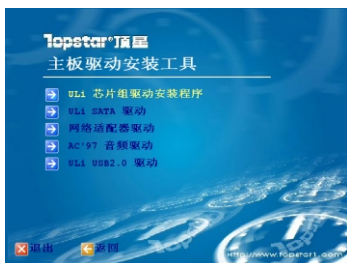 Topstar®顶星
主板驱动安装工具
ULi 芯片组驱动安装程序
ULi SATA 驱动
网络适配器驱动
AC'97 音频驱动
ULi USB2.0 驱动
退出 返回
Http://www.topstar1.com